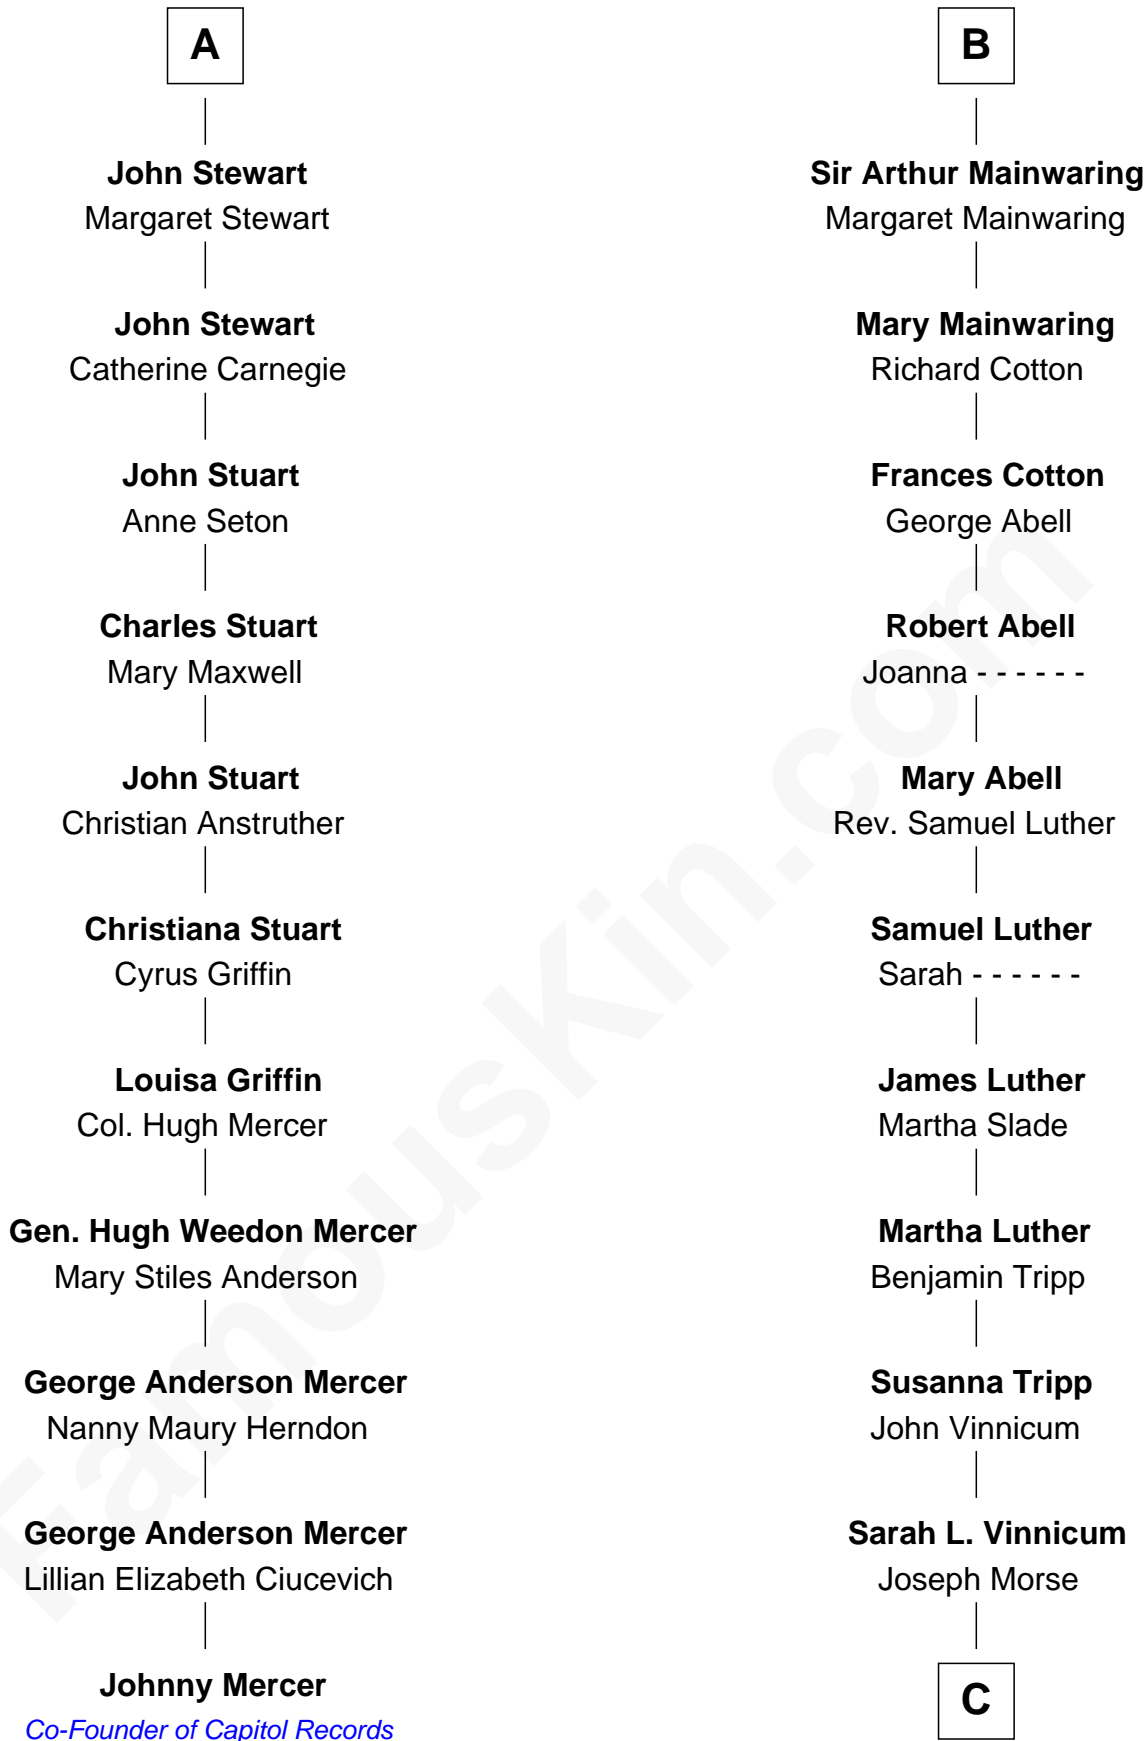 A
John Stewart
Margaret Stewart
John Stewart
Catherine Carnegie
John Stuart
Anne Seton
Charles Stuart
Mary Maxwell
John Stuart
Christian Anstruther
Christiana Stuart
Cyrus Griffin
Louisa Griffin
Col. Hugh Mercer
Gen. Hugh Weedon Mercer
Mary Stiles Anderson
George Anderson Mercer
Nanny Maury Herndon
George Anderson Mercer
Lillian Elizabeth Ciucevich
Johnny Mercer
Co-Founder of Capitol Records
B
Sir Arthur Mainwaring
Margaret Mainwaring
Mary Mainwaring
Richard Cotton
Frances Cotton
George Abell
Robert Abell
Joanna - - - - - -
Mary Abell
Rev. Samuel Luther
Samuel Luther
Sarah - - - - - -
James Luther
Martha Slade
Martha Luther
Benjamin Tripp
Susanna Tripp
John Vinnicum
Sarah L. Vinnicum
Joseph Morse
C
FamousKin.com